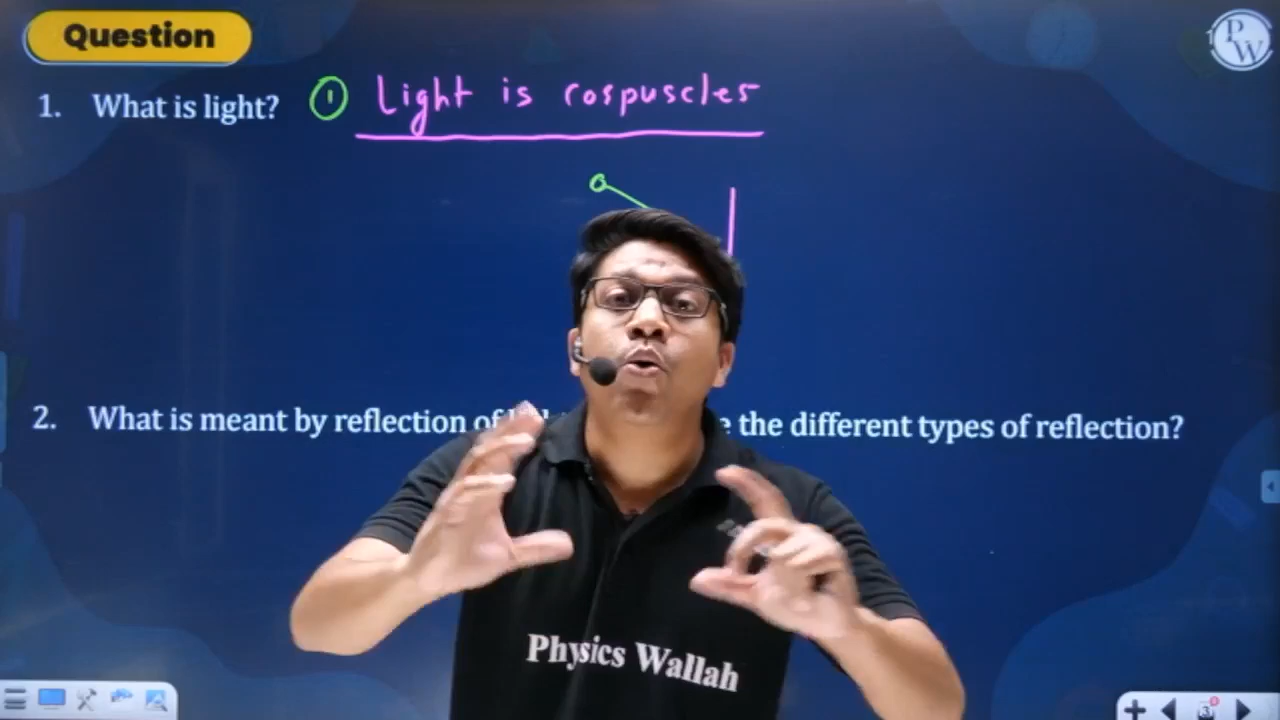 Question
PW
1. What is light? ① Light is corpuscles
2. What is meant by reflection of e the different types of reflection?
Physics Wallah